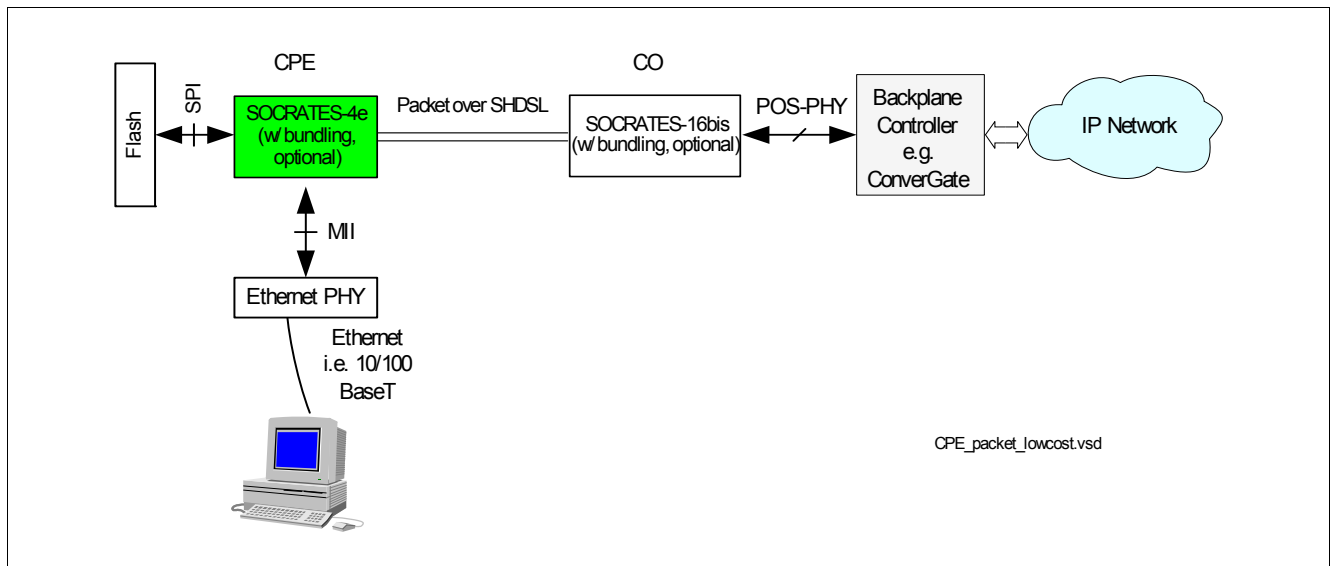 CPE
CO
Flash
SPI
SOCRATES-4e
(w/ bundling,
optional)
Packet over SHDSL
SOCRATES-16bis
(w/ bundling, optional)
POS-PHY
Backplane
Controller
e.g.
ConverGate
IP Network
MII
Ethernet PHY
Ethernet
i.e. 10/100
BaseT
CPE_packet_lowcost.vsd